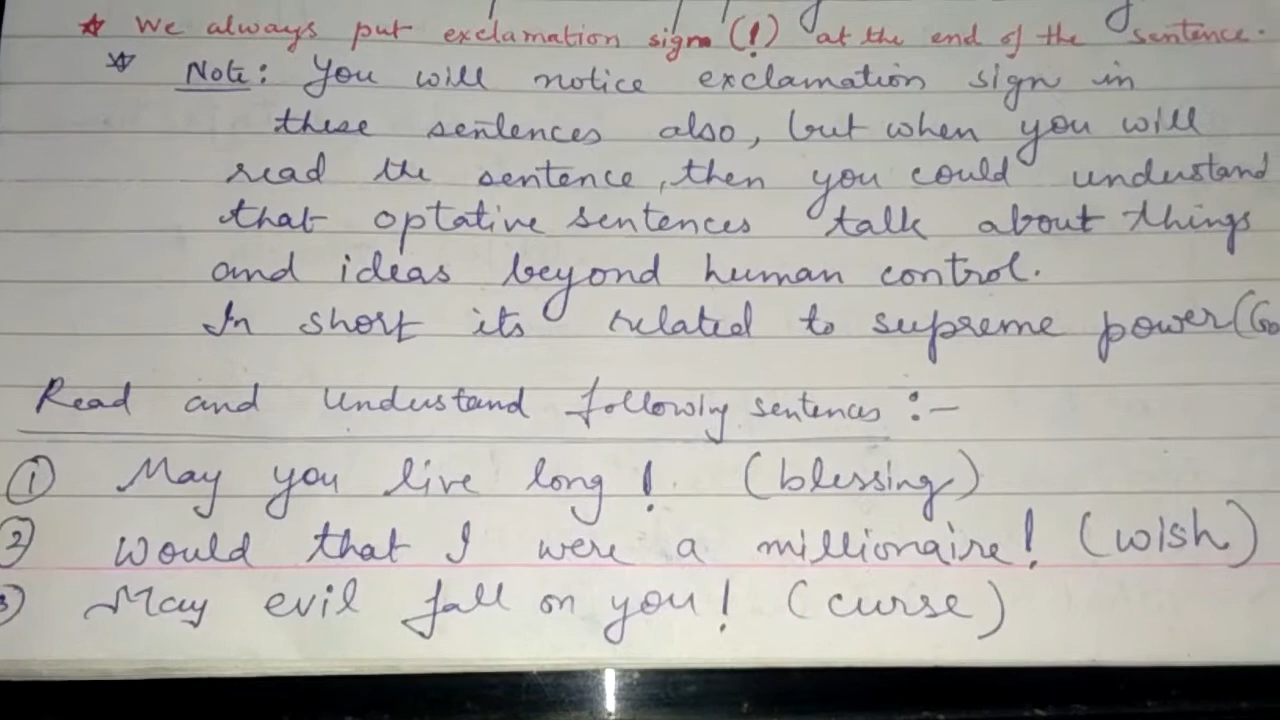 ☆ We always put exclamation sign (!) at the end of the sentence.
☆ Note: You will notice exclamation sign in
these sentences also, but when you will
read the sentence, then you could understand
that optative sentences talk about things
and ideas beyond human control.
In short its related to supreme power (Go
Read and Understand following sentences :-
① May you live long! (blessing)
② Would that I were a millionaire! (wish)
③ May evil fall on you! (curse)